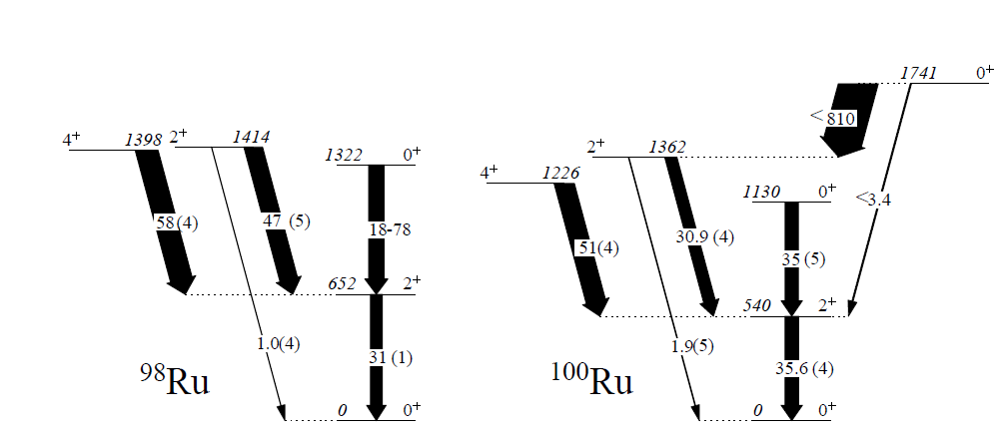 1741 0+
< 810
4+ 1398 2+ 1414
1322 0+
2+ 1362
4+ 1226
1130 0+
<3.4
58(4) 47 (5) 18-78
51(4) 30.9 (4) 35 (5)
652 2+
540 2+
1.0(4) 31 (1)
1.9(5) 35.6 (4)
98Ru
100Ru
0 0+
0 0+